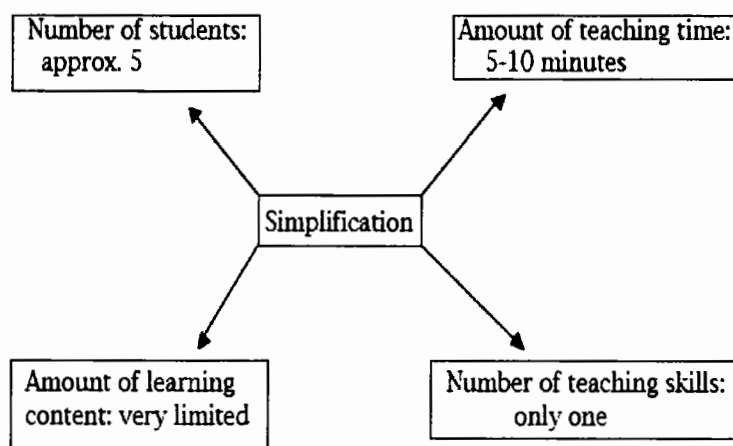 Number of students:
approx. 5
Amount of teaching time:
5-10 minutes
Simplification
Amount of learning
content: very limited
Number of teaching skills:
only one